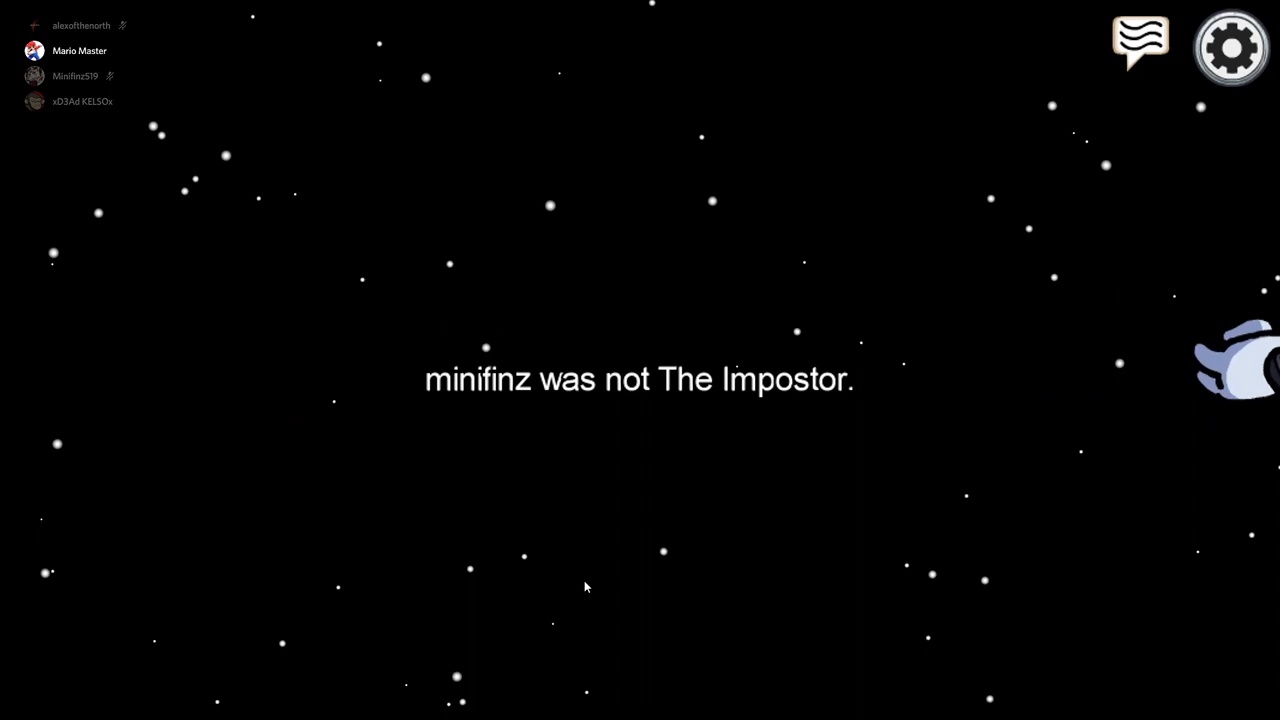 alexofthenorth
Mario Master
Minifinz519
xD3Ad KELSOx
minifinz was not The Impostor.